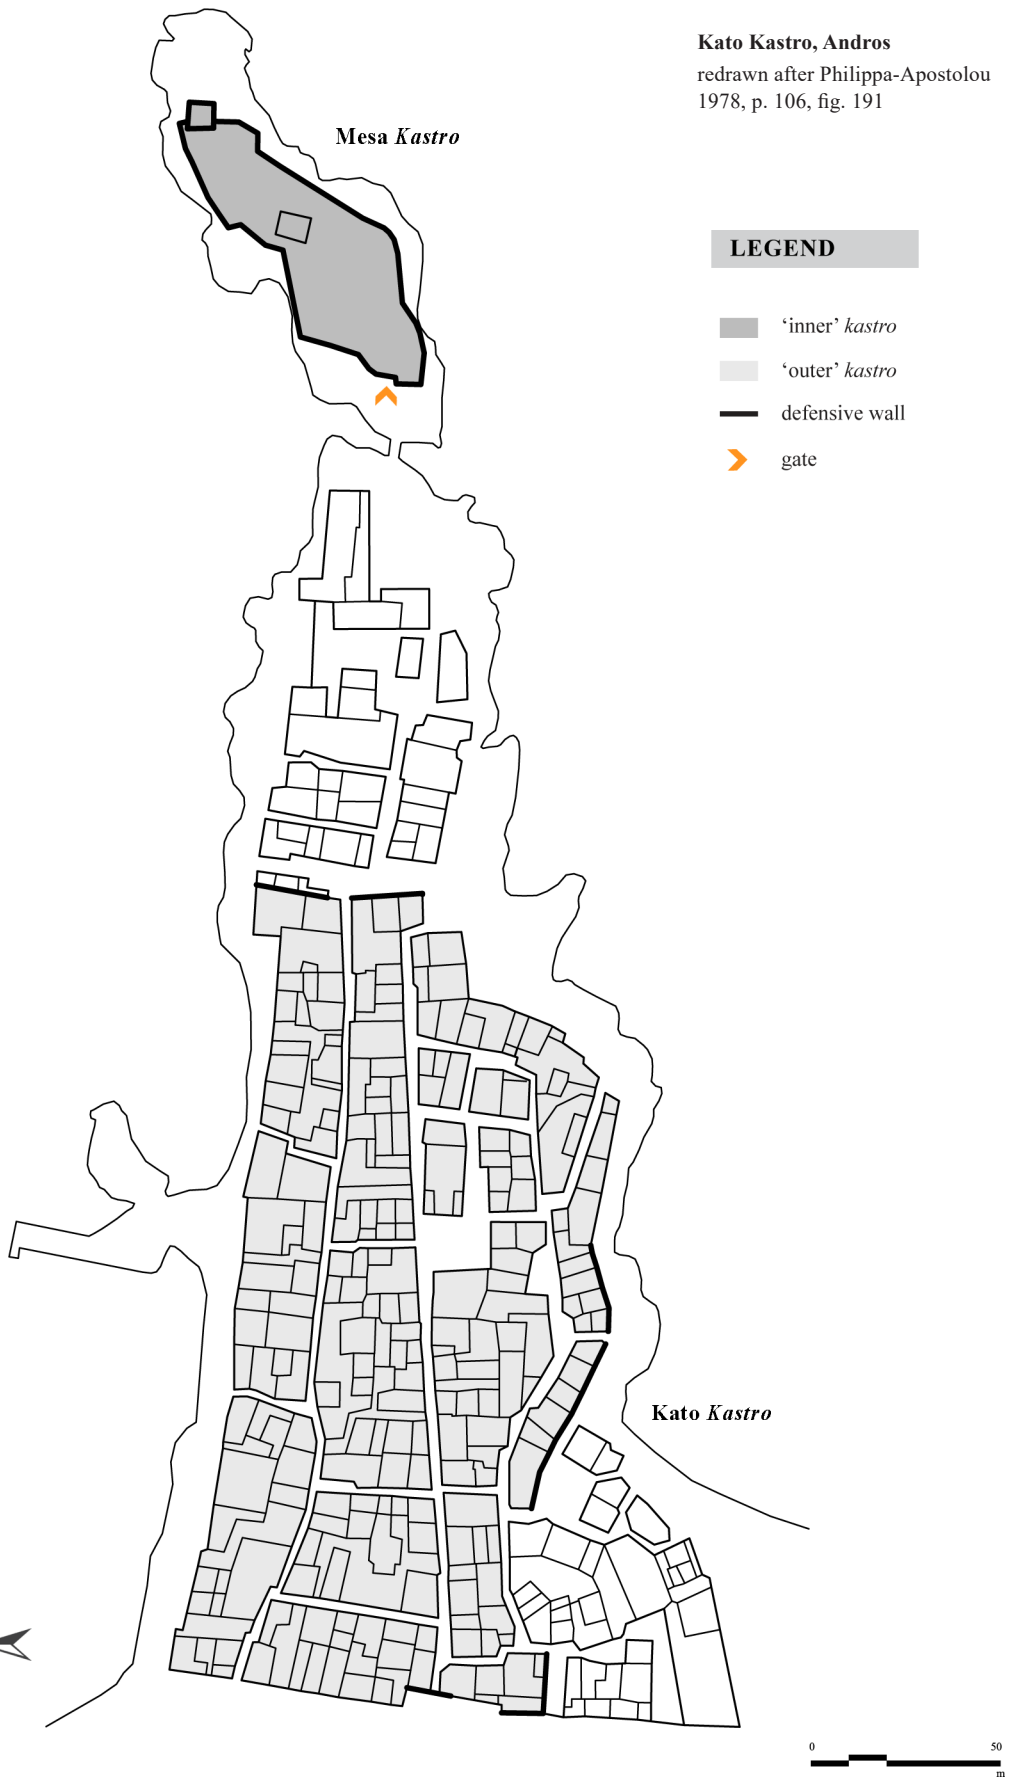 Kato Kastro, Andros
redrawn after Philippa-Apostolou
1978, p. 106, fig. 191
Mesa Kastro
LEGEND
‘inner’ kastro
‘outer’ kastro
defensive wall
gate
Kato Kastro
0 50
m